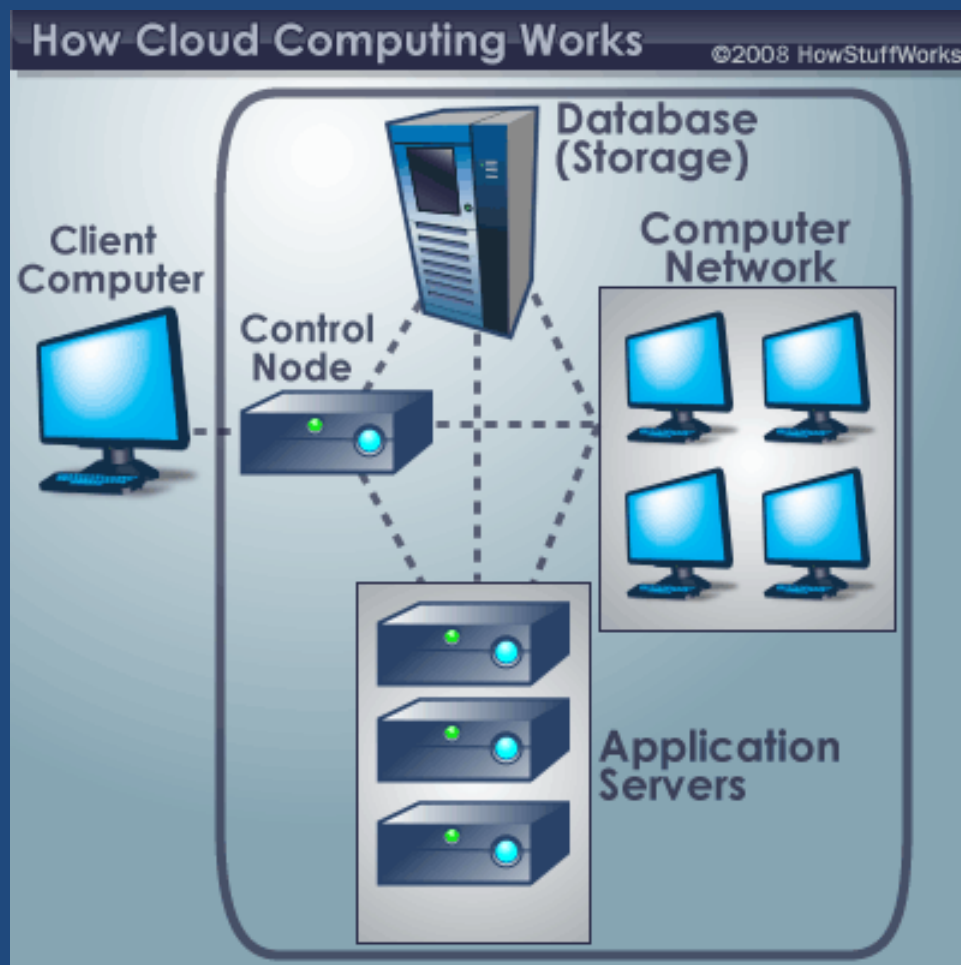 How Cloud Computing Works
©2008 HowStuffWorks
Database
(Storage)
Client
Computer
Computer
Network
Control
Node
Application
Servers